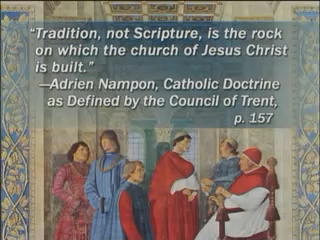 “Tradition, not Scripture, is the rock
on which the church of Jesus Christ
is built.”
—Adrien Nampon, Catholic Doctrine
as Defined by the Council of Trent,
p. 157